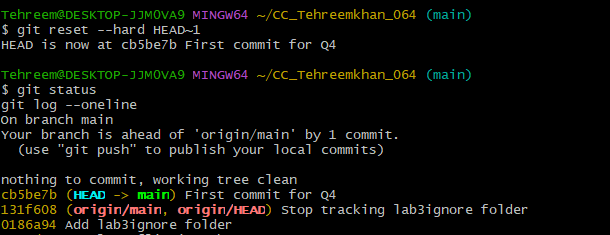 Tehreem@DESKTOP-JJM0VA9 MINGW64 ~/CC_Tehreemkhan_064 (main)
$ git reset --hard HEAD~1
HEAD is now at cb5be7b First commit for Q4
Tehreem@DESKTOP-JJM0VA9 MINGW64 ~/CC_Tehreemkhan_064 (main)
$ git status
git log --oneline
On branch main
Your branch is ahead of 'origin/main' by 1 commit.
  (use "git push" to publish your local commits)
nothing to commit, working tree clean
cb5be7b (HEAD -> main) First commit for Q4
131f608 (origin/main, origin/HEAD) Stop tracking lab3ignore folder
0186a94 Add lab3ignore folder